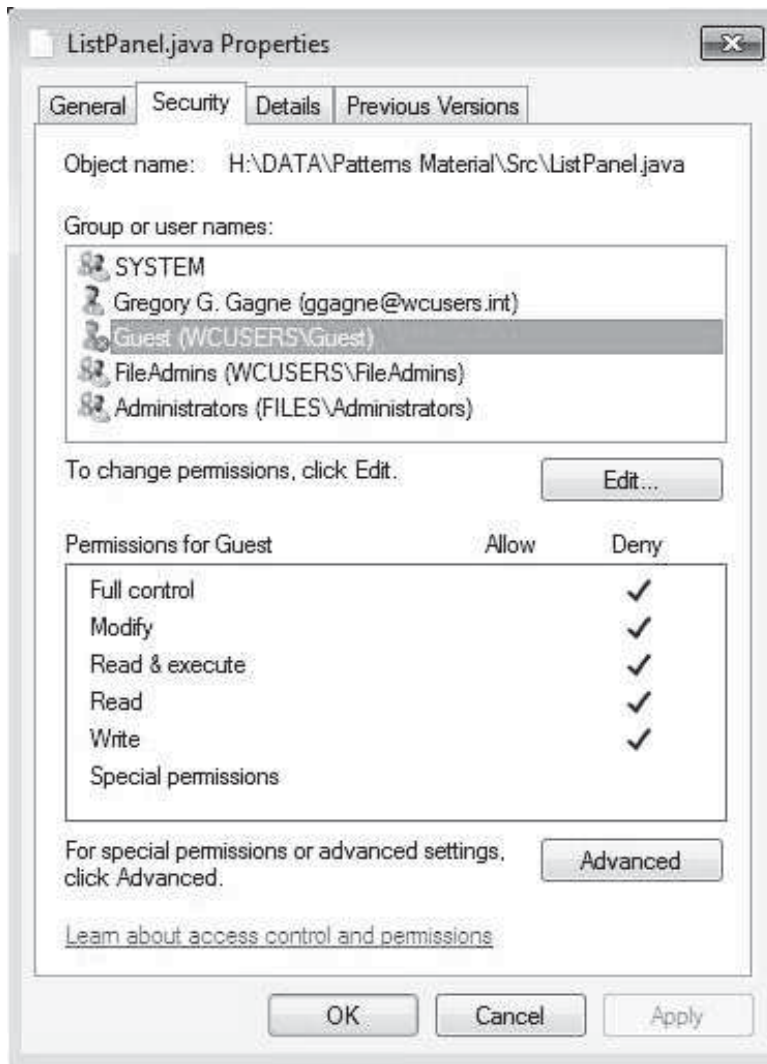 ListPanel.java Properties
General Security Details Previous Versions
Object name: H:\DATA\Patterns Material\Src\ListPanel.java
Group or user names:
SYSTEM
Gregory G. Gagne (ggagne@wcusers.int)
Guest (WCUSERS\Guest)
FileAdmins (WCUSERS\FileAdmins)
Administrators (FILES\Administrators)
To change permissions, click Edit. Edit...
Permissions for Guest Allow Deny
Full control
Modify
Read & execute
Read
Write
Special permissions
For special permissions or advanced settings,
click Advanced. Advanced
Learn about access control and permissions
OK Cancel Apply